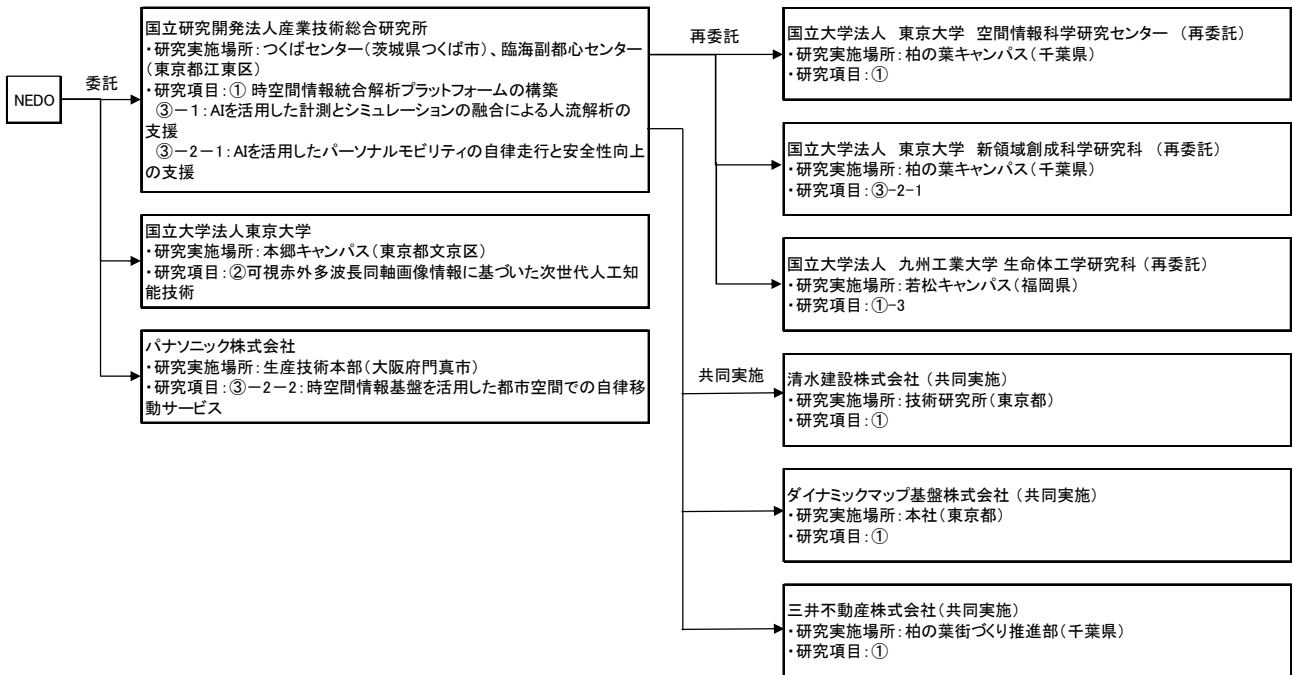 NEDO
委託
国立研究開発法人産業技術総合研究所
・研究実施場所:つくばセンター(茨城県つくば市)、臨海副都心センター
(東京都江東区)
・研究項目:① 時空間情報統合解析プラットフォームの構築
③-1:AIを活用した計測とシミュレーションの融合による人流解析の
支援
③-2-1:AIを活用したパーソナルモビリティの自律走行と安全性向上
の支援
国立大学法人東京大学
・研究実施場所:本郷キャンパス(東京都文京区)
・研究項目:②可視赤外多波長同軸画像情報に基づいた次世代人工知
能技術
パナソニック株式会社
・研究実施場所:生産技術本部(大阪府門真市)
・研究項目:③-2-2:時空間情報基盤を活用した都市空間での自律移
動サービス
再委託
国立大学法人 東京大学 空間情報科学研究センター (再委託)
・研究実施場所:柏の葉キャンパス(千葉県)
・研究項目:①
国立大学法人 東京大学 新領域創成科学研究科 (再委託)
・研究実施場所:柏の葉キャンパス(千葉県)
・研究項目:③-2-1
国立大学法人 九州工業大学 生命体工学研究科 (再委託)
・研究実施場所:若松キャンパス(福岡県)
・研究項目:①-3
共同実施
清水建設株式会社 (共同実施)
・研究実施場所:技術研究所(東京都)
・研究項目:①
ダイナミックマップ基盤株式会社 (共同実施)
・研究実施場所:本社(東京都)
・研究項目:①
三井不動産株式会社(共同実施)
・研究実施場所:柏の葉街づくり推進部(千葉県)
・研究項目:①